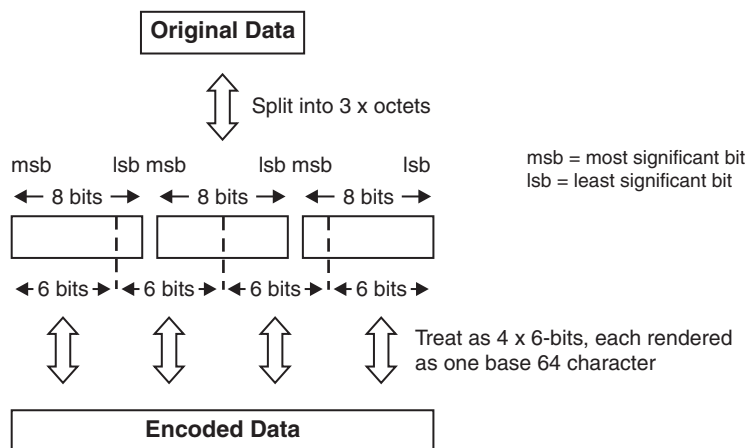 Original Data
Split into 3 x octets
msb lsb msb lsb msb lsb
msb = most significant bit
lsb = least significant bit
8 bits 8 bits 8 bits
6 bits 6 bits 6 bits 6 bits
Treat as 4 x 6-bits, each rendered
as one base 64 character
Encoded Data